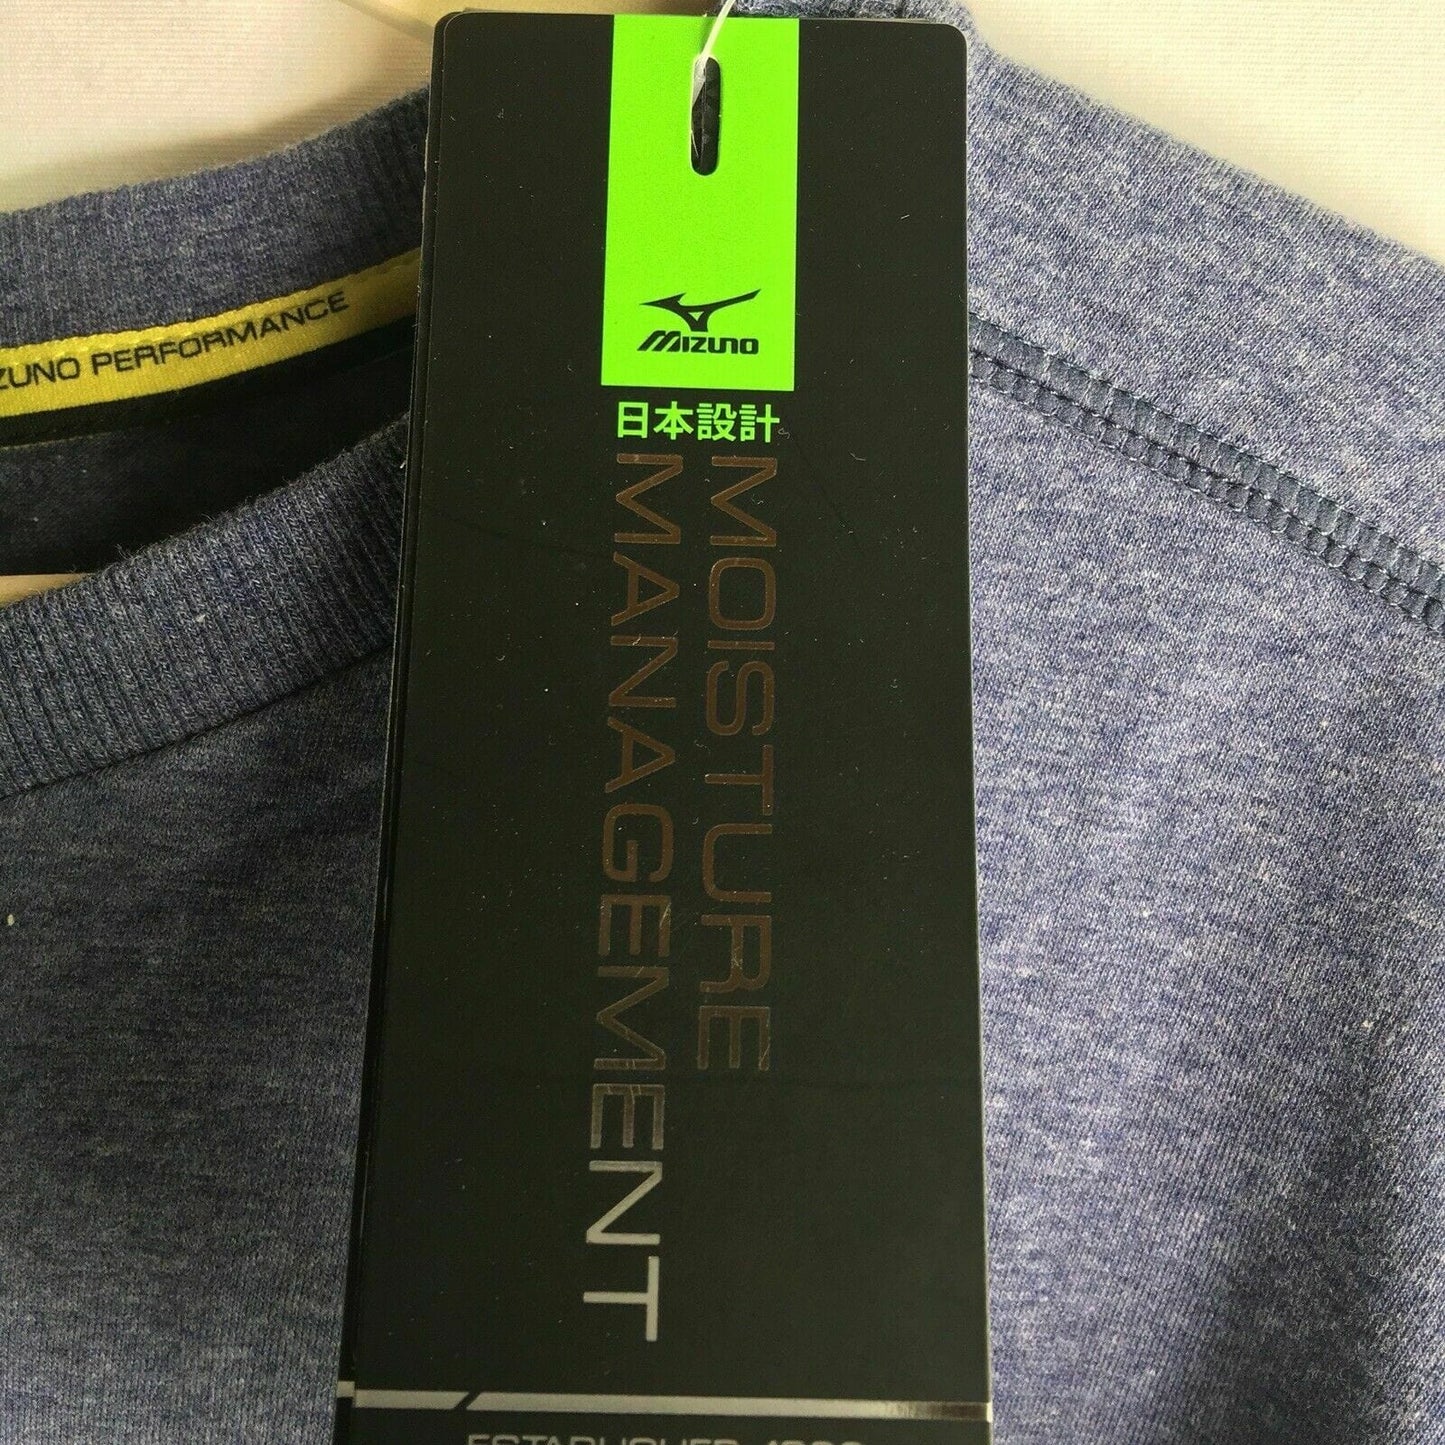 MIZUNO
日本設計
MOISTURE
MANAGEMENT
ZUNO PERFORMANCE